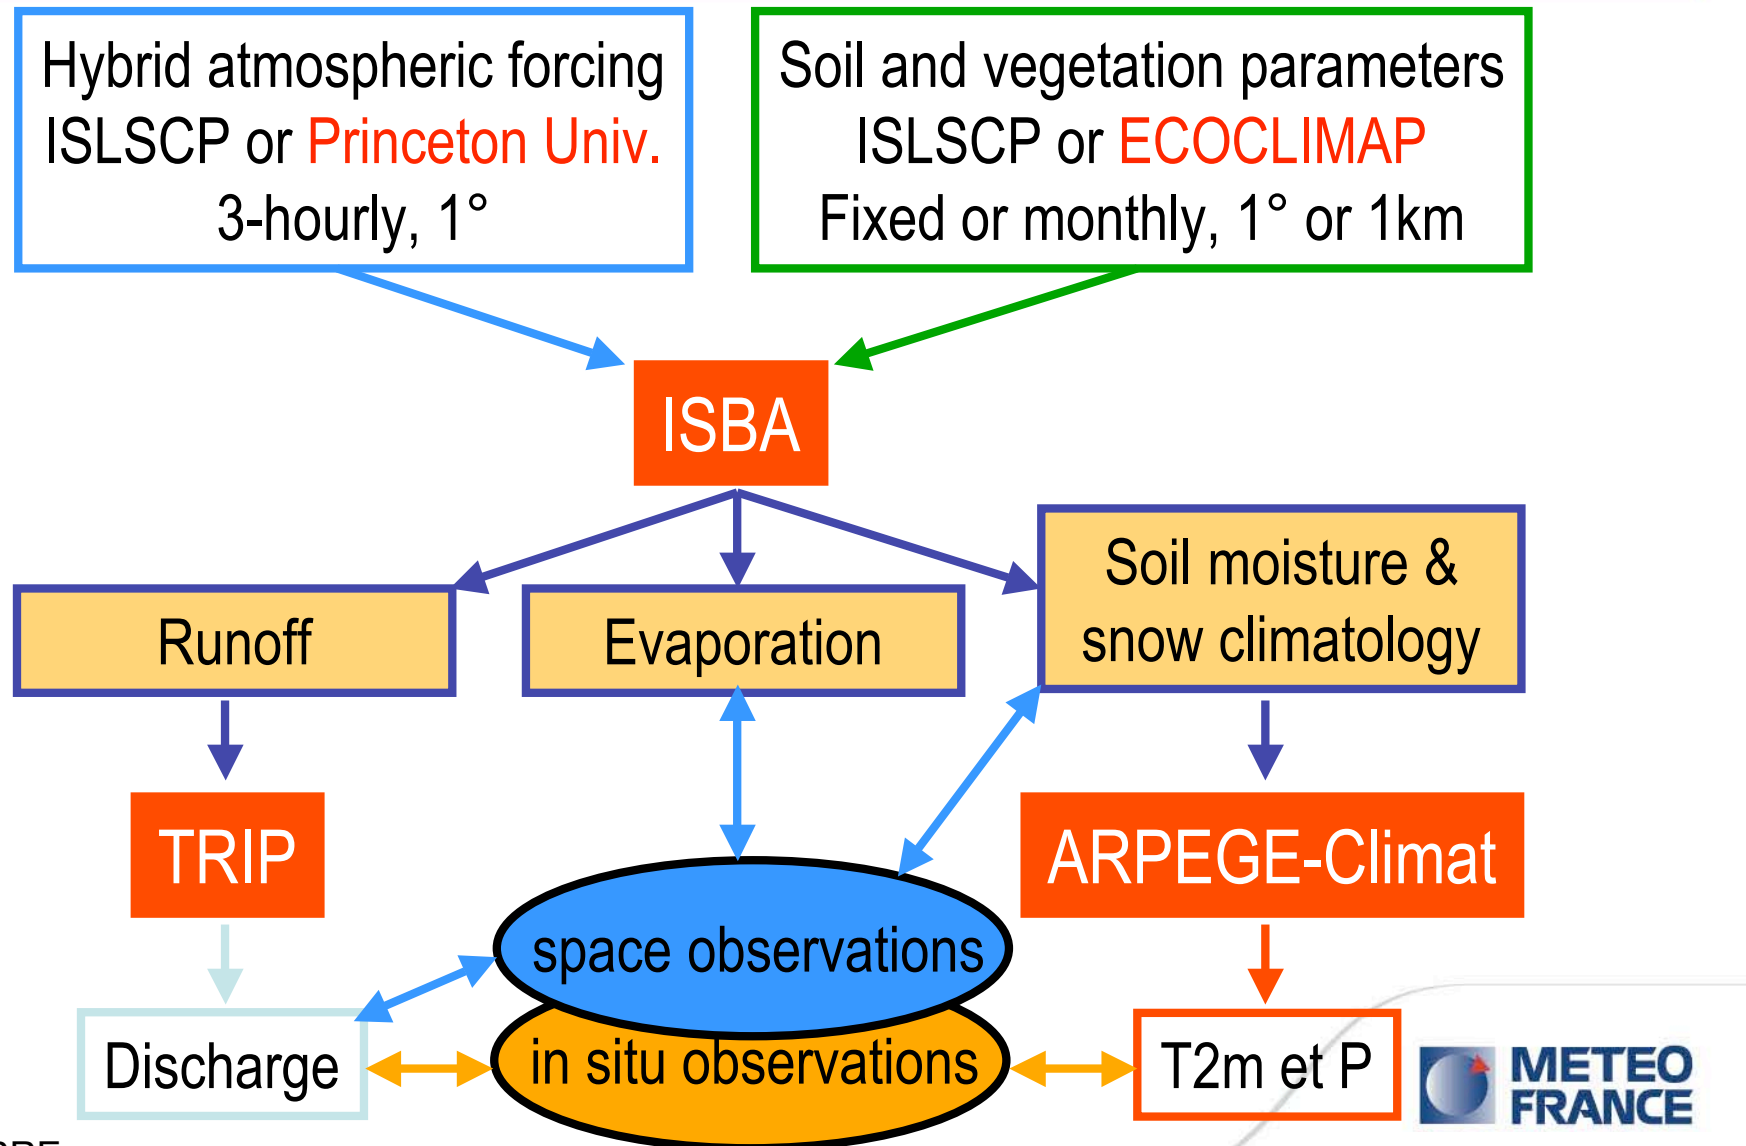 Hybrid atmospheric forcing
ISLSCP or Princeton Univ.
3-hourly, 1°
Soil and vegetation parameters
ISLSCP or ECOCLIMAP
Fixed or monthly, 1° or 1km
ISBA
Runoff
Evaporation
Soil moisture &
snow climatology
TRIP
ARPEGE-Climat
space observations
Discharge
in situ observations
T2m et P
METEO
FRANCE